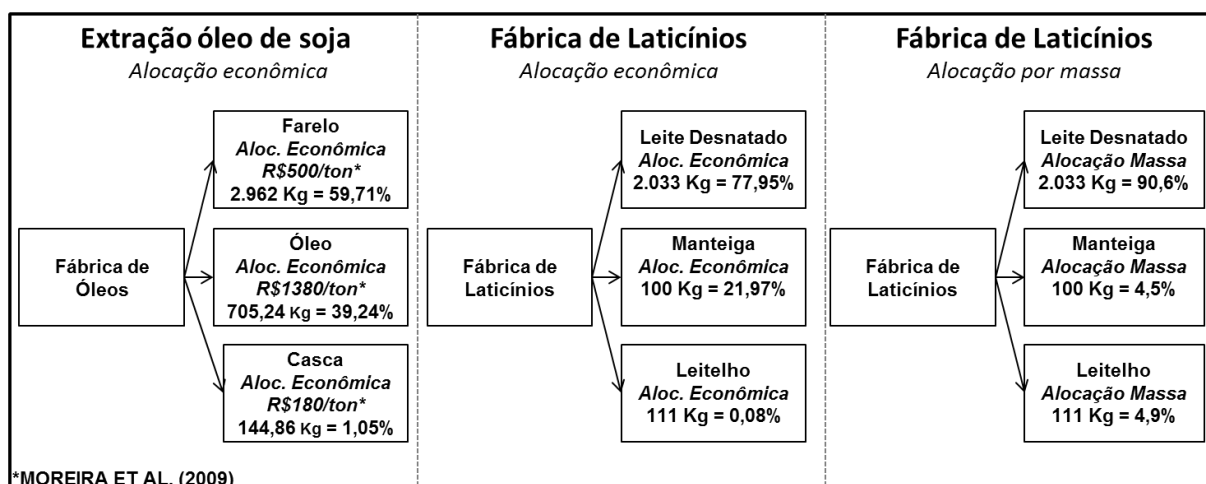 Extração óleo de soja
Alocação econômica
Farelo
Aloc. Econômica
R$500/ton*
2.962 Kg = 59,71%
Fábrica de
Óleos
Óleo
Aloc. Econômica
R$1380/ton*
705,24 Kg = 39,24%
Casca
Aloc. Econômica
R$180/ton*
144,86 Kg = 1,05%
*MOREIRA ET AL. (2009)
Fábrica de Laticínios
Alocação econômica
Leite Desnatado
Aloc. Econômica
2.033 Kg = 77,95%
Fábrica de
Laticínios
Manteiga
Aloc. Econômica
100 Kg = 21,97%
Leitelho
Aloc. Econômica
111 Kg = 0,08%
Fábrica de Laticínios
Alocação por massa
Leite Desnatado
Alocação Massa
2.033 Kg = 90,6%
Fábrica de
Laticínios
Manteiga
Alocação Massa
100 Kg = 4,5%
Leitelho
Alocação Massa
111 Kg = 4,9%